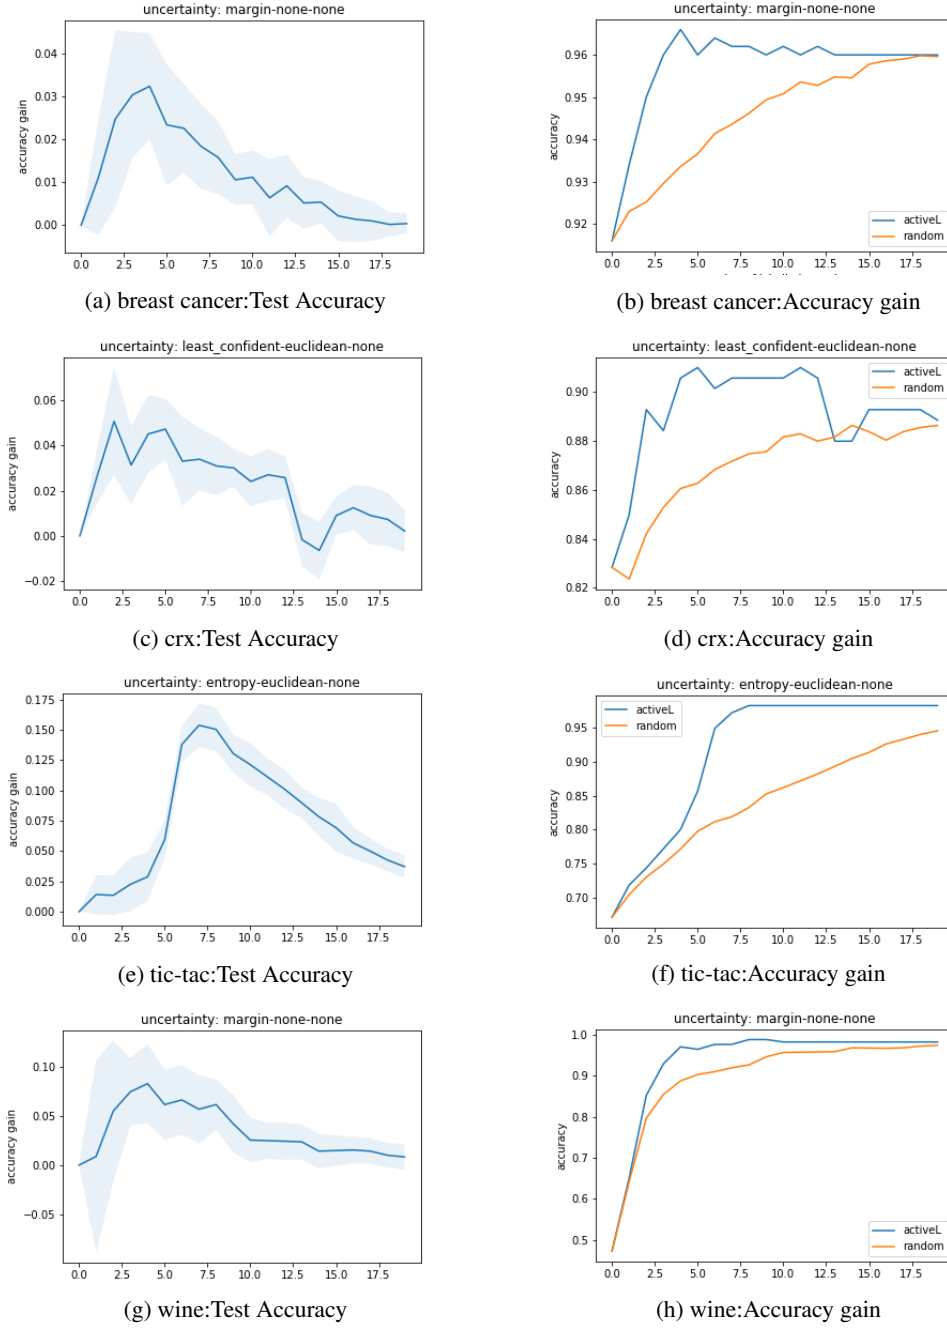 uncertainty: margin-none-none
accuracy gain
0.04
0.03
0.02
0.01
0.00
0.0 2.5 5.0 7.5 10.0 12.5 15.0 17.5
(a) breast cancer:Test Accuracy
uncertainty: margin-none-none
accuracy
0.96
0.95
0.94
0.93
0.92
activeL
random
0.0 2.5 5.0 7.5 10.0 12.5 15.0 17.5
(b) breast cancer:Accuracy gain
uncertainty: least_confident-euclidean-none
accuracy gain
0.06
0.04
0.02
0.00
−0.02
0.0 2.5 5.0 7.5 10.0 12.5 15.0 17.5
(c) crx:Test Accuracy
uncertainty: least_confident-euclidean-none
accuracy
0.90
0.88
0.86
0.84
0.82
activeL
random
0.0 2.5 5.0 7.5 10.0 12.5 15.0 17.5
(d) crx:Accuracy gain
uncertainty: entropy-euclidean-none
accuracy gain
0.175
0.150
0.125
0.100
0.075
0.050
0.025
0.000
0.0 2.5 5.0 7.5 10.0 12.5 15.0 17.5
(e) tic-tac:Test Accuracy
uncertainty: entropy-euclidean-none
accuracy
0.95
0.90
0.85
0.80
0.75
0.70
activeL
random
0.0 2.5 5.0 7.5 10.0 12.5 15.0 17.5
(f) tic-tac:Accuracy gain
uncertainty: margin-none-none
accuracy gain
0.10
0.05
0.00
−0.05
0.0 2.5 5.0 7.5 10.0 12.5 15.0 17.5
(g) wine:Test Accuracy
uncertainty: margin-none-none
accuracy
1.0
0.9
0.8
0.7
0.6
0.5
activeL
random
0.0 2.5 5.0 7.5 10.0 12.5 15.0 17.5
(h) wine:Accuracy gain